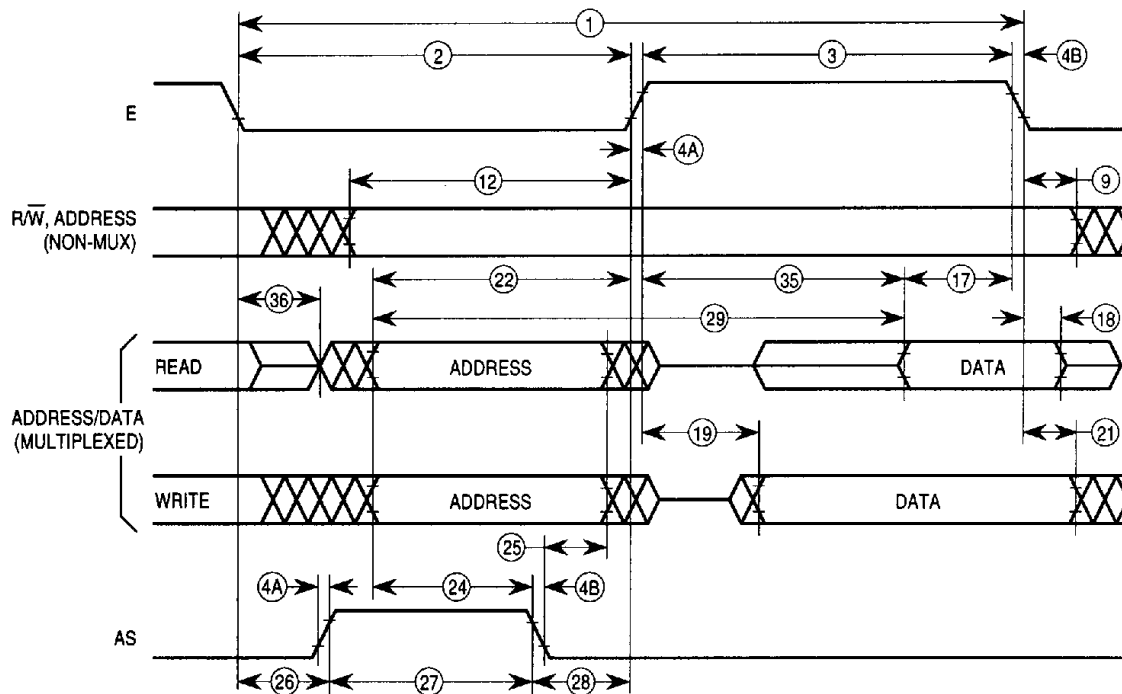 1
2
3
4B
E
4A
12
9
R/W̅, ADDRESS
(NON-MUX)
22
35
17
36
29
18
READ
ADDRESS
DATA
ADDRESS/DATA
(MULTIPLEXED)
19
21
WRITE
ADDRESS
DATA
25
4A
24
4B
AS
26
27
28